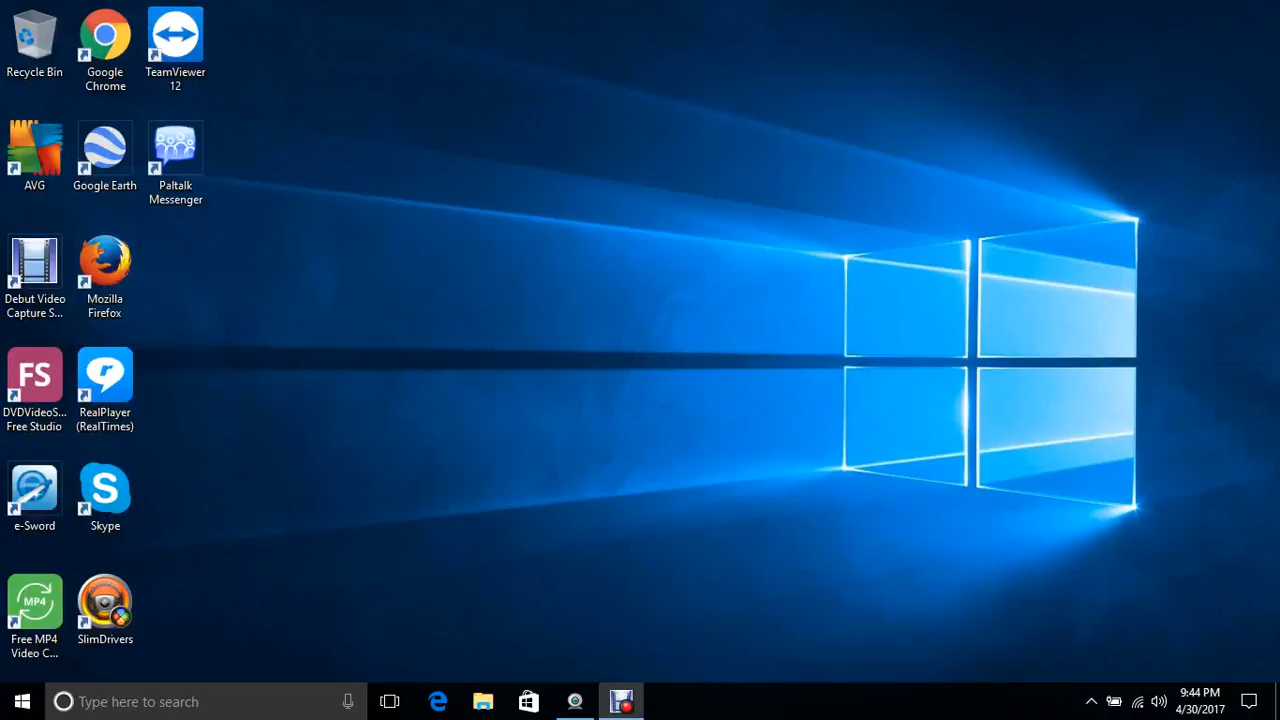 Recycle Bin
Google
Chrome
TeamViewer
12
AVG
Google Earth
Paltalk
Messenger
Debut Video
Capture S...
Mozilla
Firefox
FS
DVDVideoS...
Free Studio
RealPlayer
(RealTimes)
e-Sword
Skype
MP4
Free MP4
Video C...
SlimDrivers
Type here to search
9:44 PM
4/30/2017